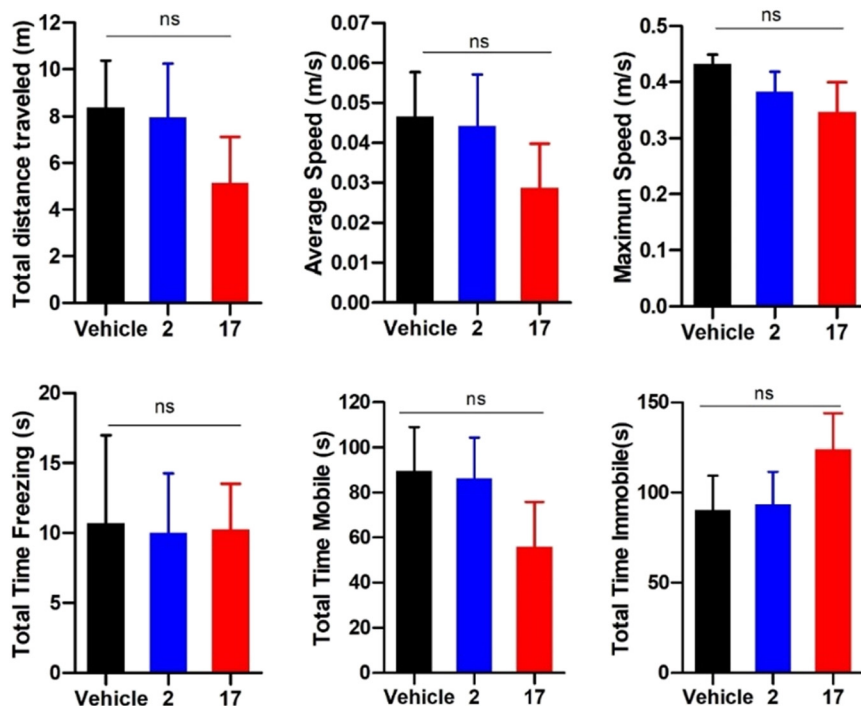 Total distance traveled (m)
12
10
8
6
4
2
0
ns
Vehicle 2 17
Average Speed (m/s)
0.07
0.06
0.05
0.04
0.03
0.02
0.01
0.00
ns
Vehicle 2 17
Maximun Speed (m/s)
0.5
0.4
0.3
0.2
0.1
0.0
ns
Vehicle 2 17
Total Time Freezing (s)
20
15
10
5
0
ns
Vehicle 2 17
Total Time Mobile (s)
120
100
80
60
40
20
0
ns
Vehicle 2 17
Total Time Immobile(s)
150
100
50
0
ns
Vehicle 2 17